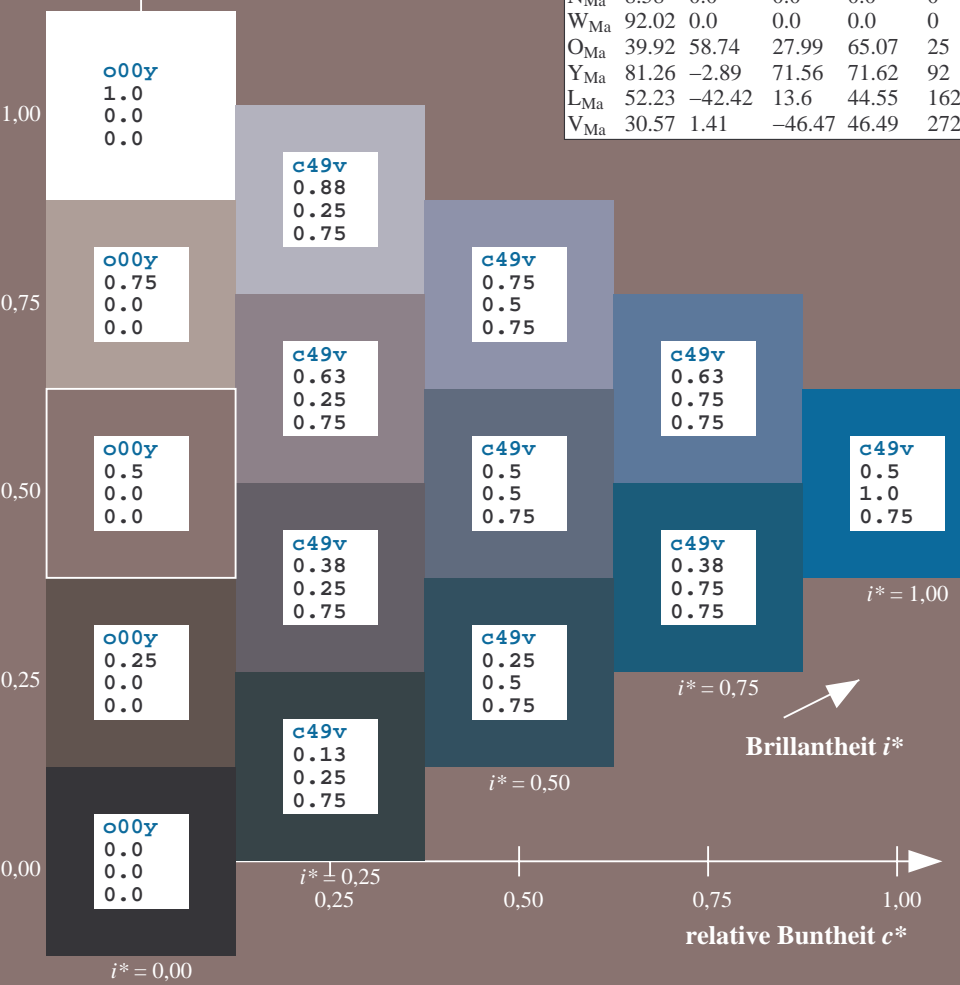 W Ma 92.02 0.0 0.0 0.0 0
O Ma 39.92 58.74 27.99 65.07 25
Y Ma 81.26 −2.89 71.56 71.62 92
L Ma 52.23 −42.42 13.6 44.55 162
V Ma 30.57 1.41 −46.47 46.49 272
1,00
o00y
1.0
0.0
0.0
c49v
0.88
0.25
0.75
0,75
o00y
0.75
0.0
0.0
c49v
0.75
0.5
0.75
c49v
0.63
0.25
0.75
c49v
0.63
0.75
0.75
0,50
o00y
0.5
0.0
0.0
c49v
0.5
0.5
0.75
c49v
0.5
1.0
0.75
c49v
0.38
0.25
0.75
c49v
0.38
0.75
0.75
i* = 1,00
0,25
o00y
0.25
0.0
0.0
c49v
0.25
0.5
0.75
i* = 0,75
Brillantheit i*
c49v
0.13
0.25
0.75
i* = 0,50
0,00
o00y
0.0
0.0
0.0
i* = 0,25
0,25 0,50 0,75 1,00
relative Buntheit c*
i* = 0,00